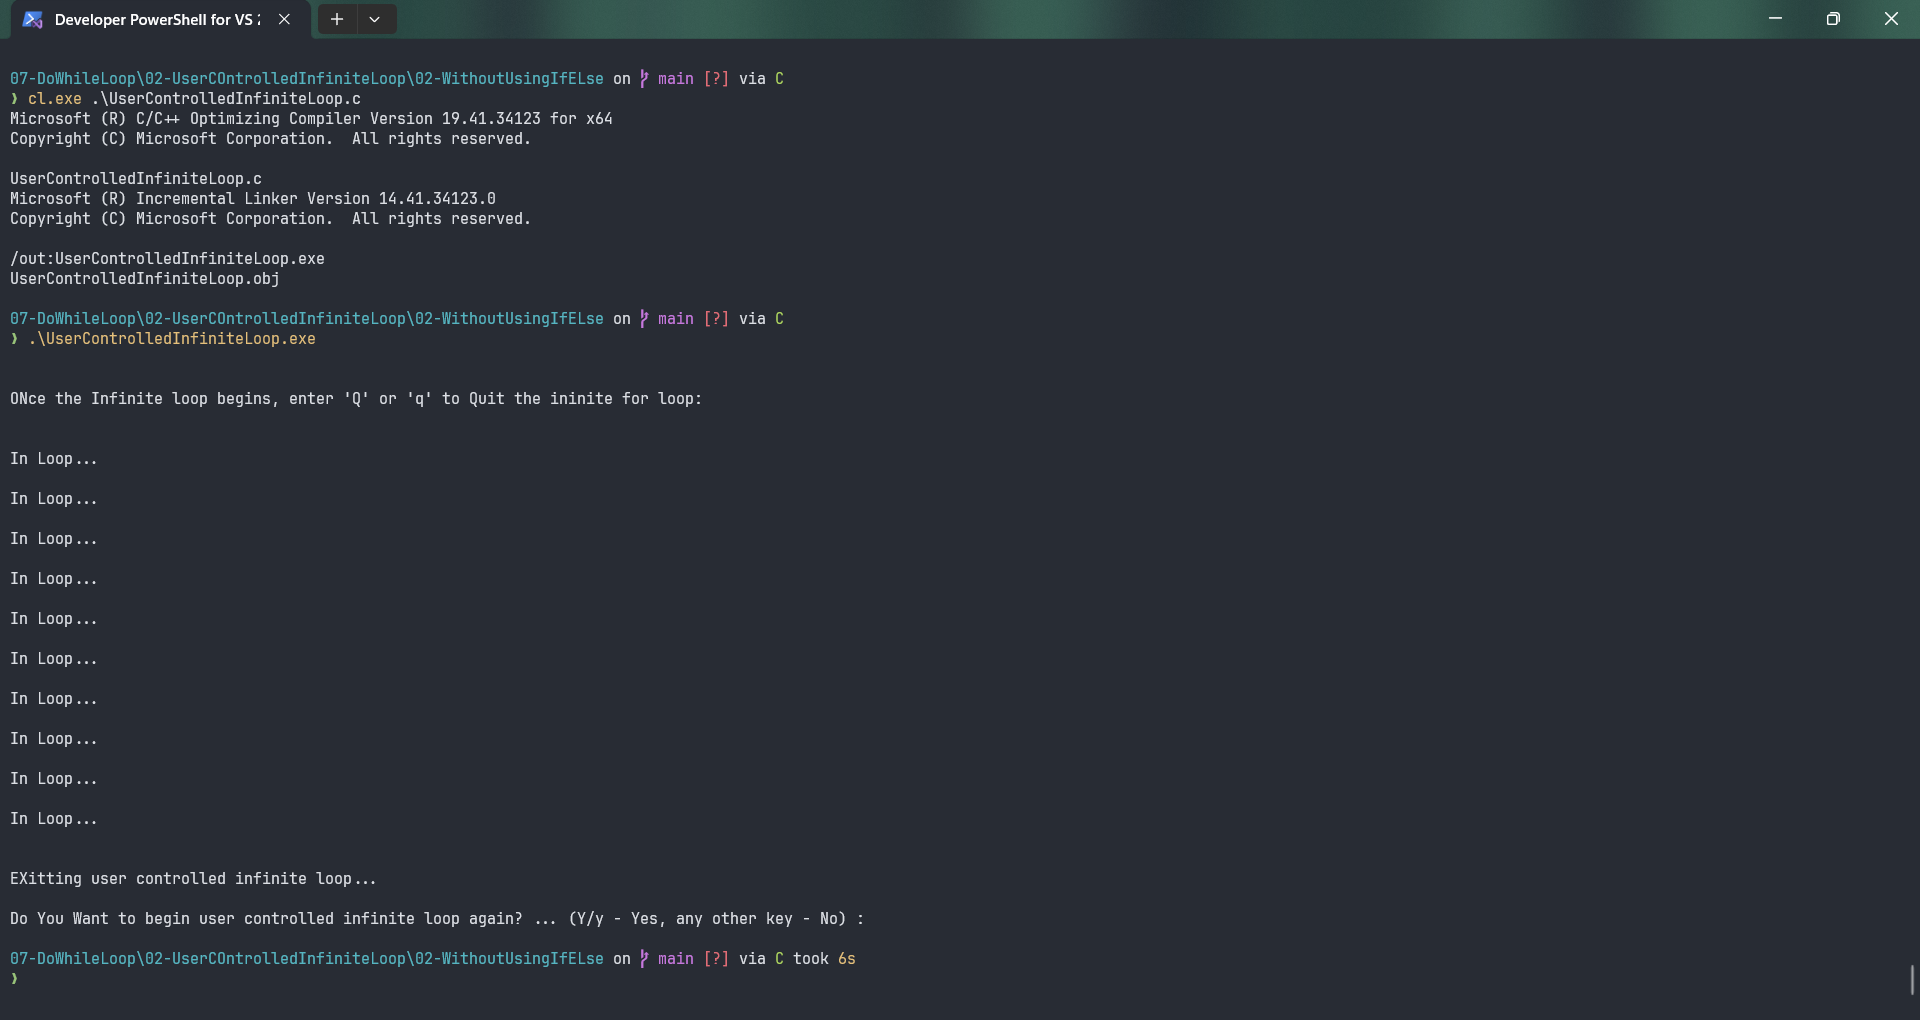 Developer PowerShell for VS 2
07-DoWhileLoop\02-UserCOntrolledInfiniteLoop\02-WithoutUsingIfELse on main [?] via C
❯ cl.exe .\UserControlledInfiniteLoop.c
Microsoft (R) C/C++ Optimizing Compiler Version 19.41.34123 for x64
Copyright (C) Microsoft Corporation.  All rights reserved.
UserControlledInfiniteLoop.c
Microsoft (R) Incremental Linker Version 14.41.34123.0
Copyright (C) Microsoft Corporation.  All rights reserved.
/out:UserControlledInfiniteLoop.exe
UserControlledInfiniteLoop.obj
07-DoWhileLoop\02-UserCOntrolledInfiniteLoop\02-WithoutUsingIfELse on main [?] via C
❯ .\UserControlledInfiniteLoop.exe
ONce the Infinite loop begins, enter 'Q' or 'q' to Quit the ininite for loop:
In Loop...
In Loop...
In Loop...
In Loop...
In Loop...
In Loop...
In Loop...
In Loop...
In Loop...
In Loop...
EXitting user controlled infinite loop...
Do You Want to begin user controlled infinite loop again? ... (Y/y - Yes, any other key - No) :
07-DoWhileLoop\02-UserCOntrolledInfiniteLoop\02-WithoutUsingIfELse on main [?] via C took 6s
❯